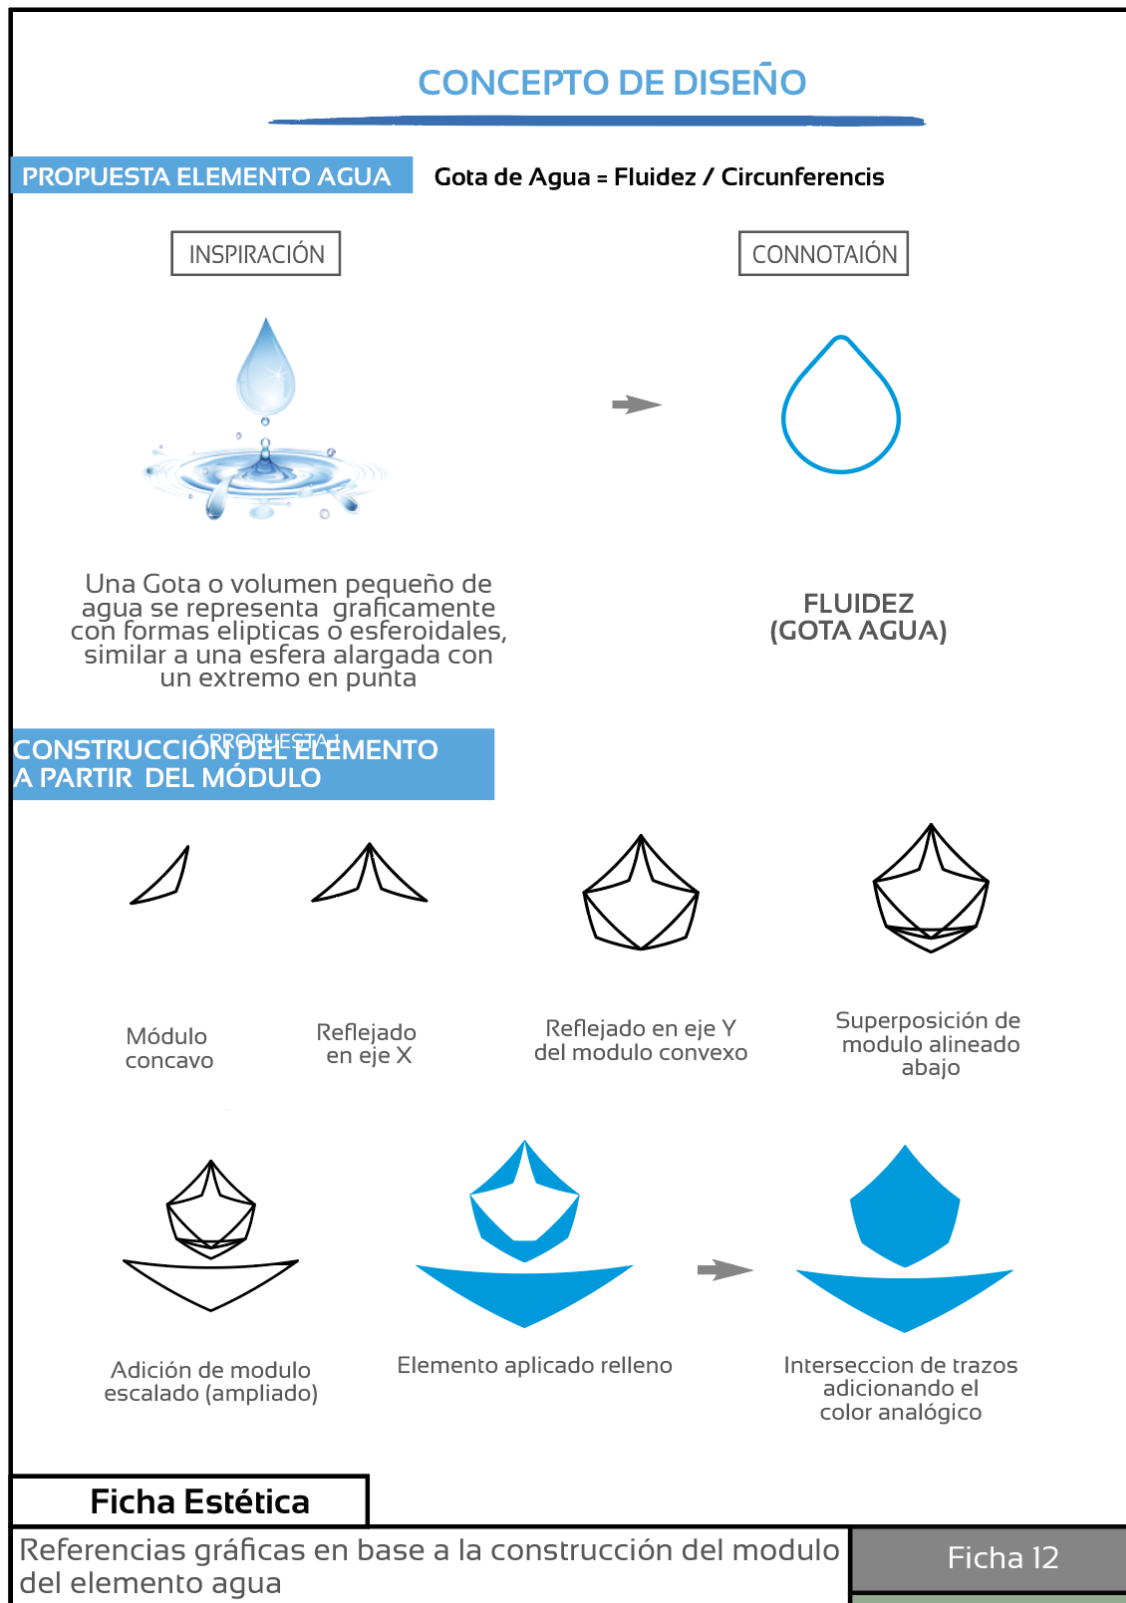 CONCEPTO DE DISEÑO
PROPUESTA ELEMENTO AGUA
Gota de Agua = Fluidez / Circunferencis
INSPIRACIÓN
CONNOTAIÓN
Una Gota o volumen pequeño de
agua se representa graficamente
con formas elipticas o esferoidales,
similar a una esfera alargada con
un extremo en punta
FLUIDEZ
(GOTA AGUA)
PROPUESTA 1
CONSTRUCCIÓN DEL ELEMENTO
A PARTIR DEL MÓDULO
Módulo
concavo
Reflejado
en eje X
Reflejado en eje Y
del modulo convexo
Superposición de
modulo alineado
abajo
Adición de modulo
escalado (ampliado)
Elemento aplicado relleno
Interseccion de trazos
adicionando el
color analógico
Ficha Estética
Referencias gráficas en base a la construcción del modulo
del elemento agua
Ficha 12